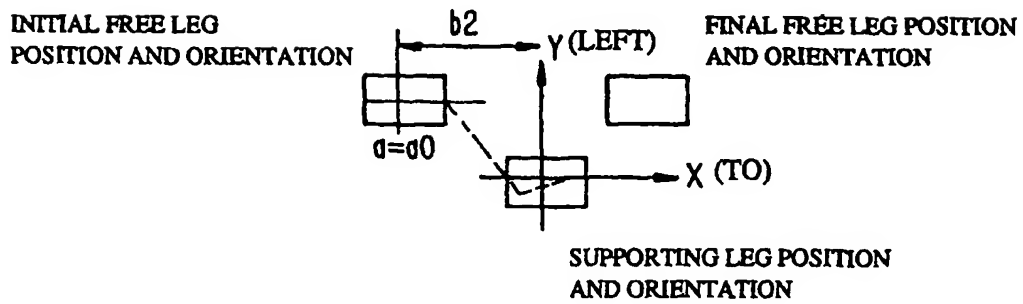 INITIAL FREE LEG
POSITION AND ORIENTATION
b2
Y (LEFT)
FINAL FREE LEG POSITION
AND ORIENTATION
a=a0
X (TO)
SUPPORTING LEG POSITION
AND ORIENTATION